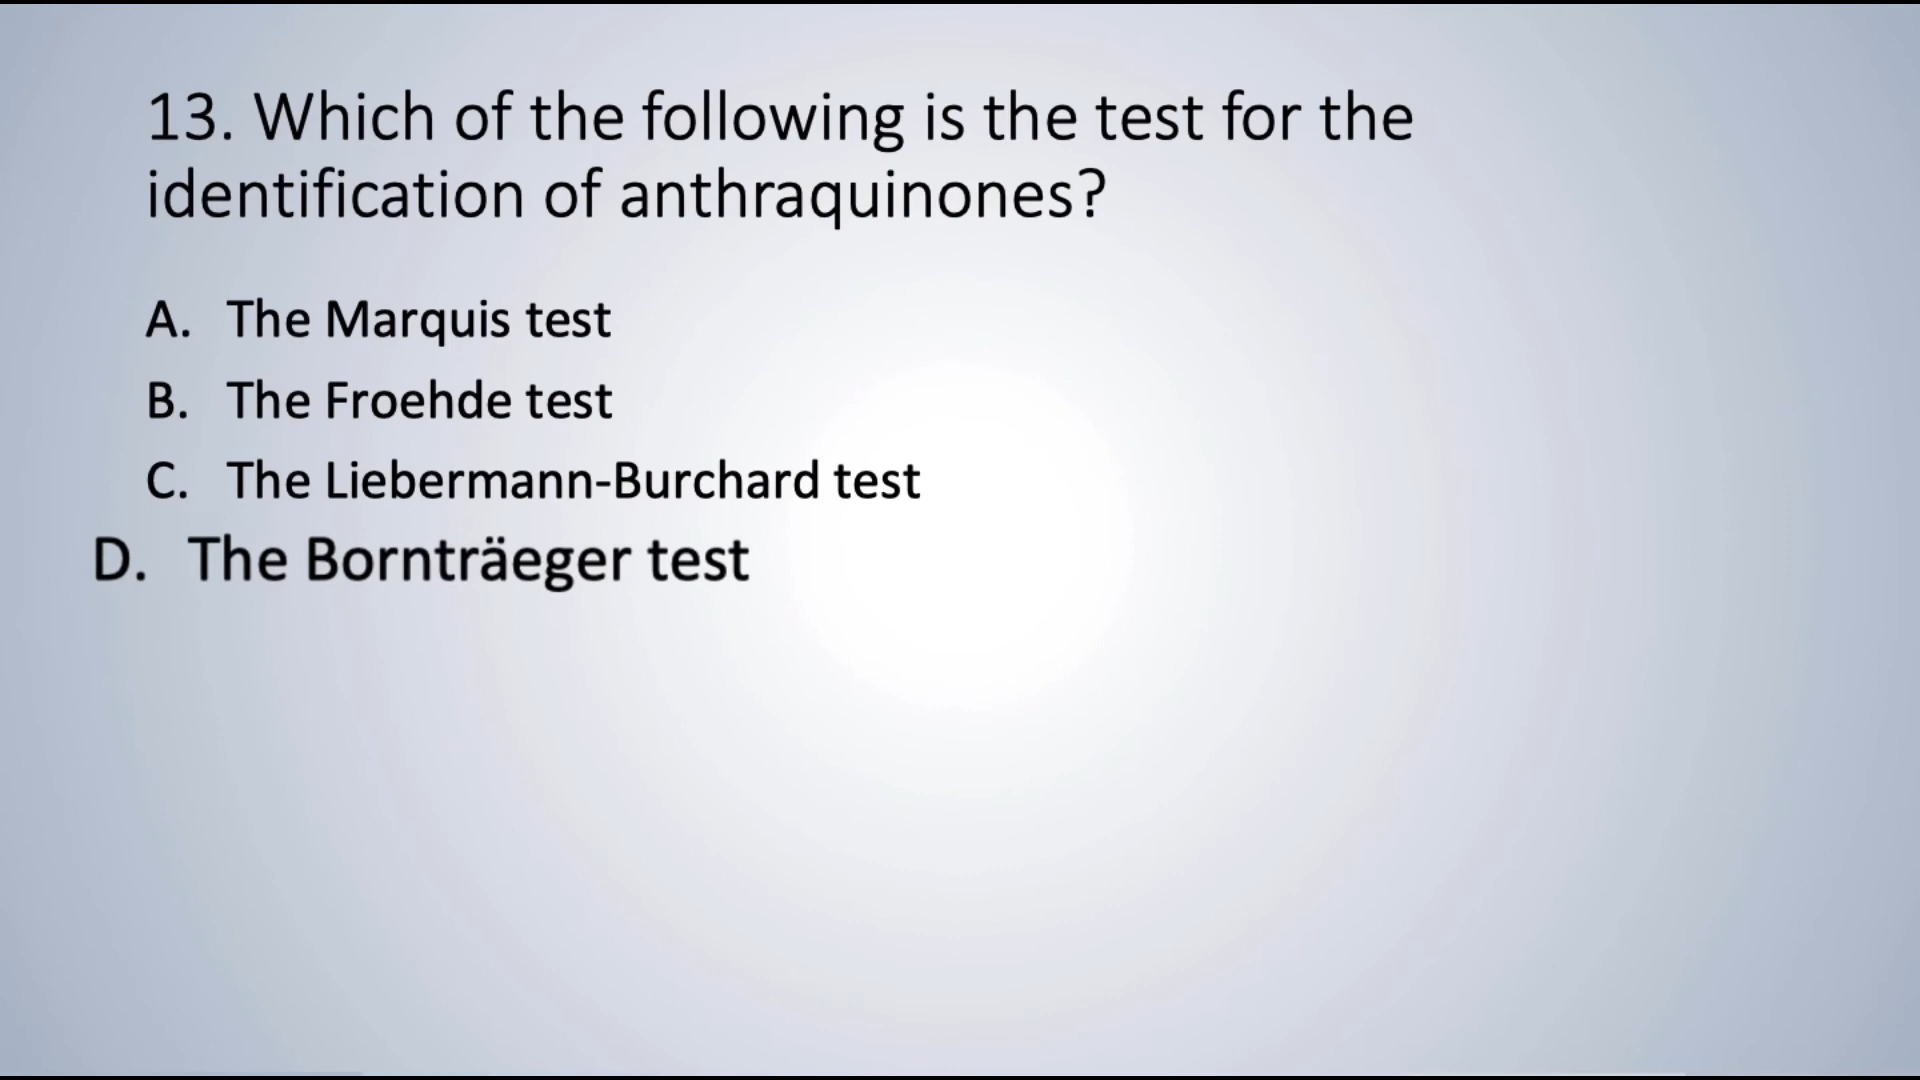 13. Which of the following is the test for the
identification of anthraquinones?
A. The Marquis test
B. The Froehde test
C. The Liebermann-Burchard test
D. The Bornträeger test